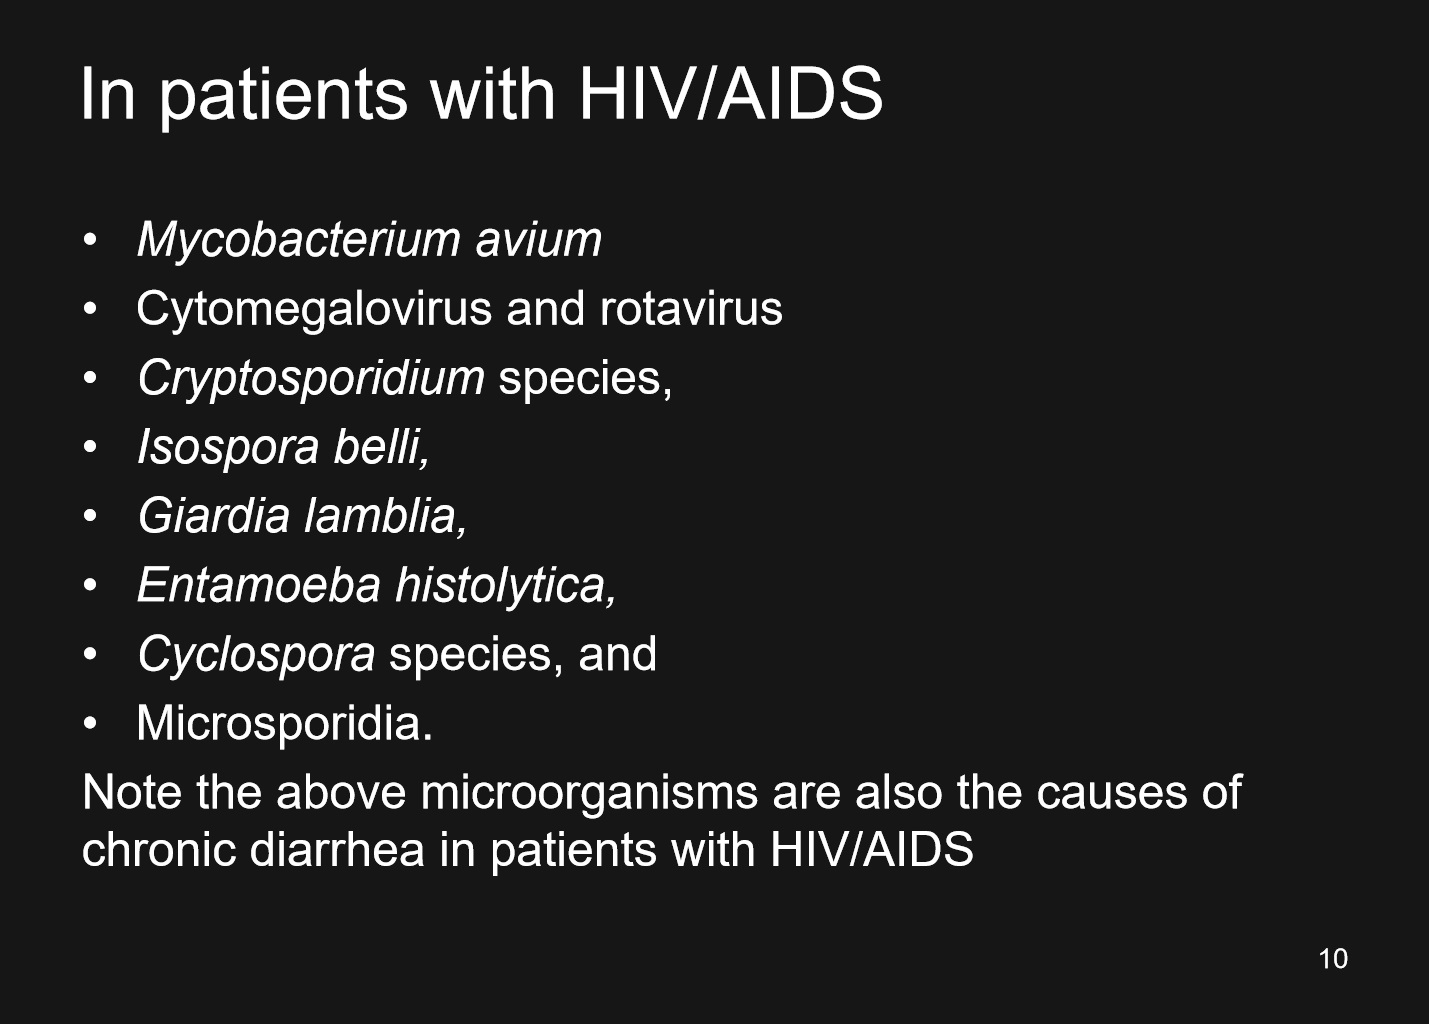 In patients with HIV/AIDS
• Mycobacterium avium
• Cytomegalovirus and rotavirus
• Cryptosporidium species,
• Isospora belli,
• Giardia lamblia,
• Entamoeba histolytica,
• Cyclospora species, and
• Microsporidia.
Note the above microorganisms are also the causes of
chronic diarrhea in patients with HIV/AIDS
10